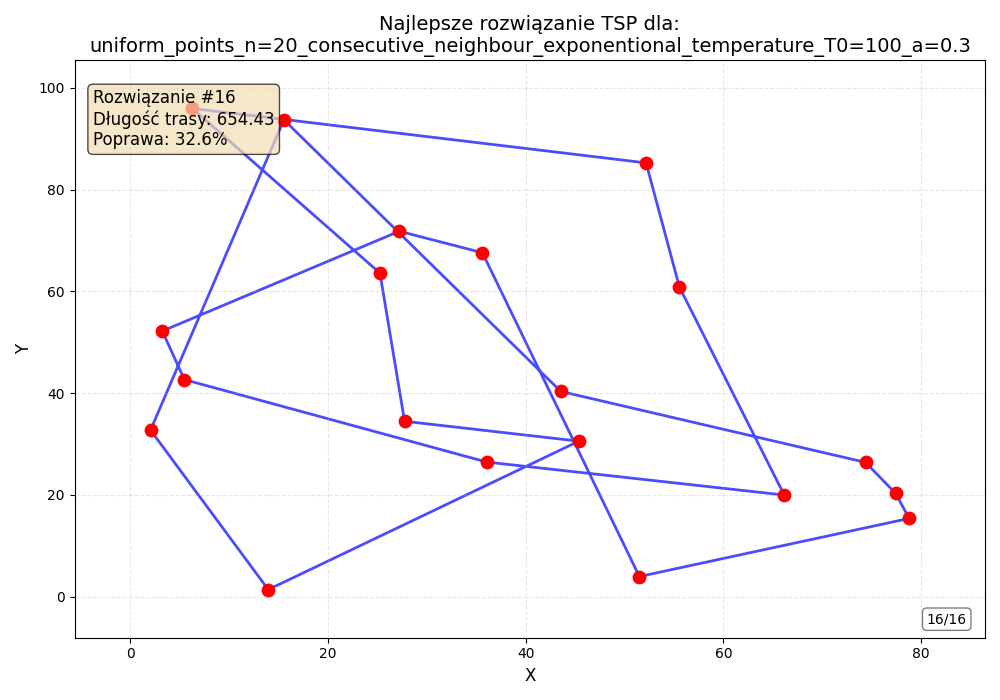 Najlepsze rozwiązanie TSP dla:
uniform_points_n=20_consecutive_neighbour_exponential_temperature_T0=100_a=0.3
Rozwiązanie #16
Długość trasy: 654.43
Poprawa: 32.6%
100
80
60
40
20
0
Y
16/16
0
20
40
60
80
X